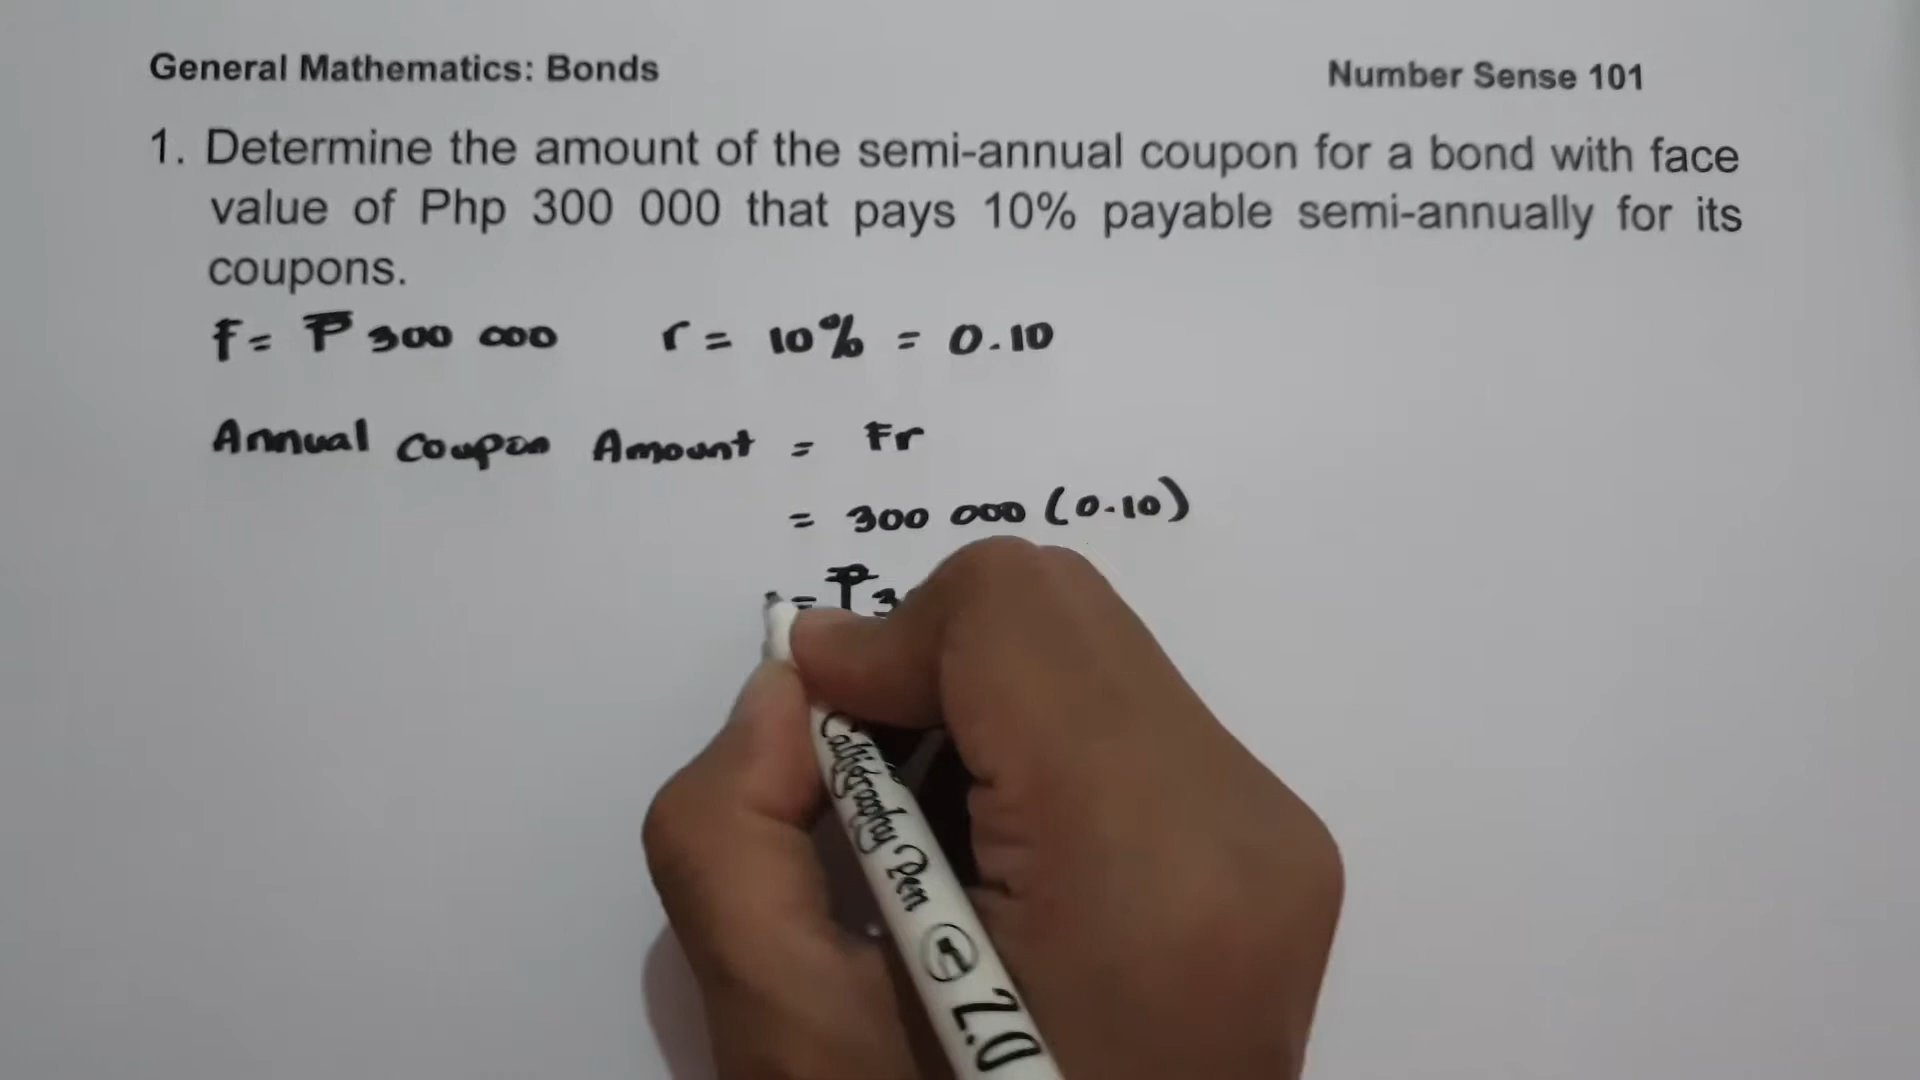 General Mathematics: Bonds
Number Sense 101
1. Determine the amount of the semi-annual coupon for a bond with face
value of Php 300 000 that pays 10% payable semi-annually for its
coupons.
f = ₱ 300 000 r = 10% = 0.10
Annual Coupon Amount = Fr
= 300 000 (0.10)
= ₱3
Calligraphy Pen 2.0